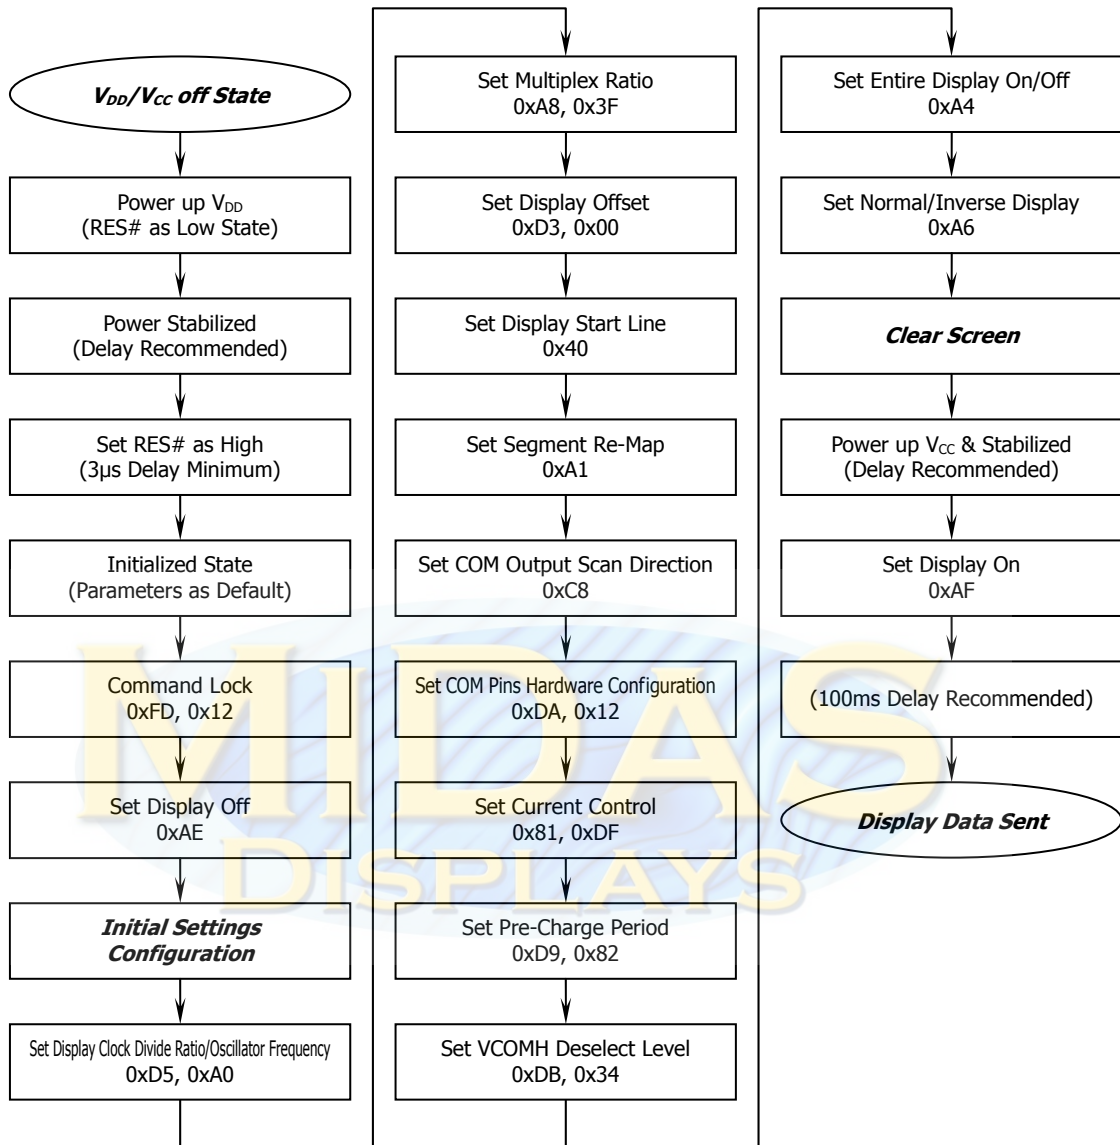 V_DD/V_CC off State
Power up V_DD
(RES# as Low State)
Power Stabilized
(Delay Recommended)
Set RES# as High
(3μs Delay Minimum)
Initialized State
(Parameters as Default)
Command Lock
0xFD, 0x12
Set Display Off
0xAE
Initial Settings
Configuration
Set Display Clock Divide Ratio/Oscillator Frequency
0xD5, 0xA0
Set Multiplex Ratio
0xA8, 0x3F
Set Display Offset
0xD3, 0x00
Set Display Start Line
0x40
Set Segment Re-Map
0xA1
Set COM Output Scan Direction
0xC8
Set COM Pins Hardware Configuration
0xDA, 0x12
Set Current Control
0x81, 0xDF
Set Pre-Charge Period
0xD9, 0x82
Set VCOMH Deselect Level
0xDB, 0x34
Set Entire Display On/Off
0xA4
Set Normal/Inverse Display
0xA6
Clear Screen
Power up V_CC & Stabilized
(Delay Recommended)
Set Display On
0xAF
(100ms Delay Recommended)
Display Data Sent
MIDAS
DISPLAYS